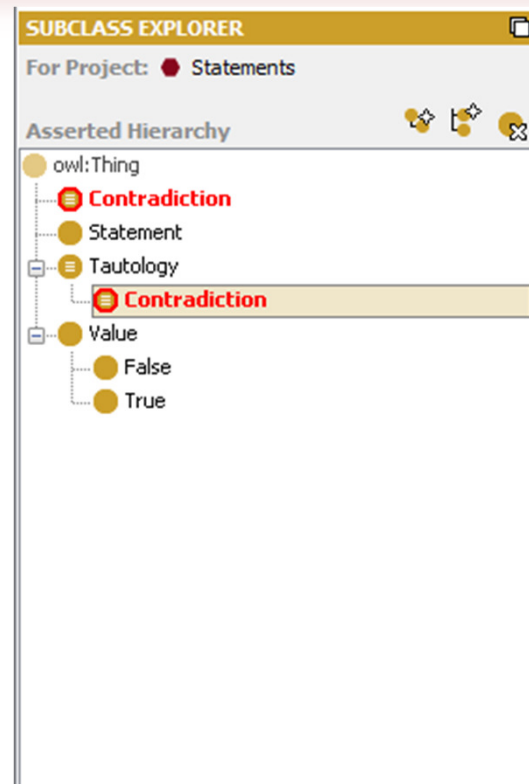 SUBCLASS EXPLORER
For Project: Statements
Asserted Hierarchy
owl:Thing
Contradiction
Statement
Tautology
Contradiction
Value
False
True